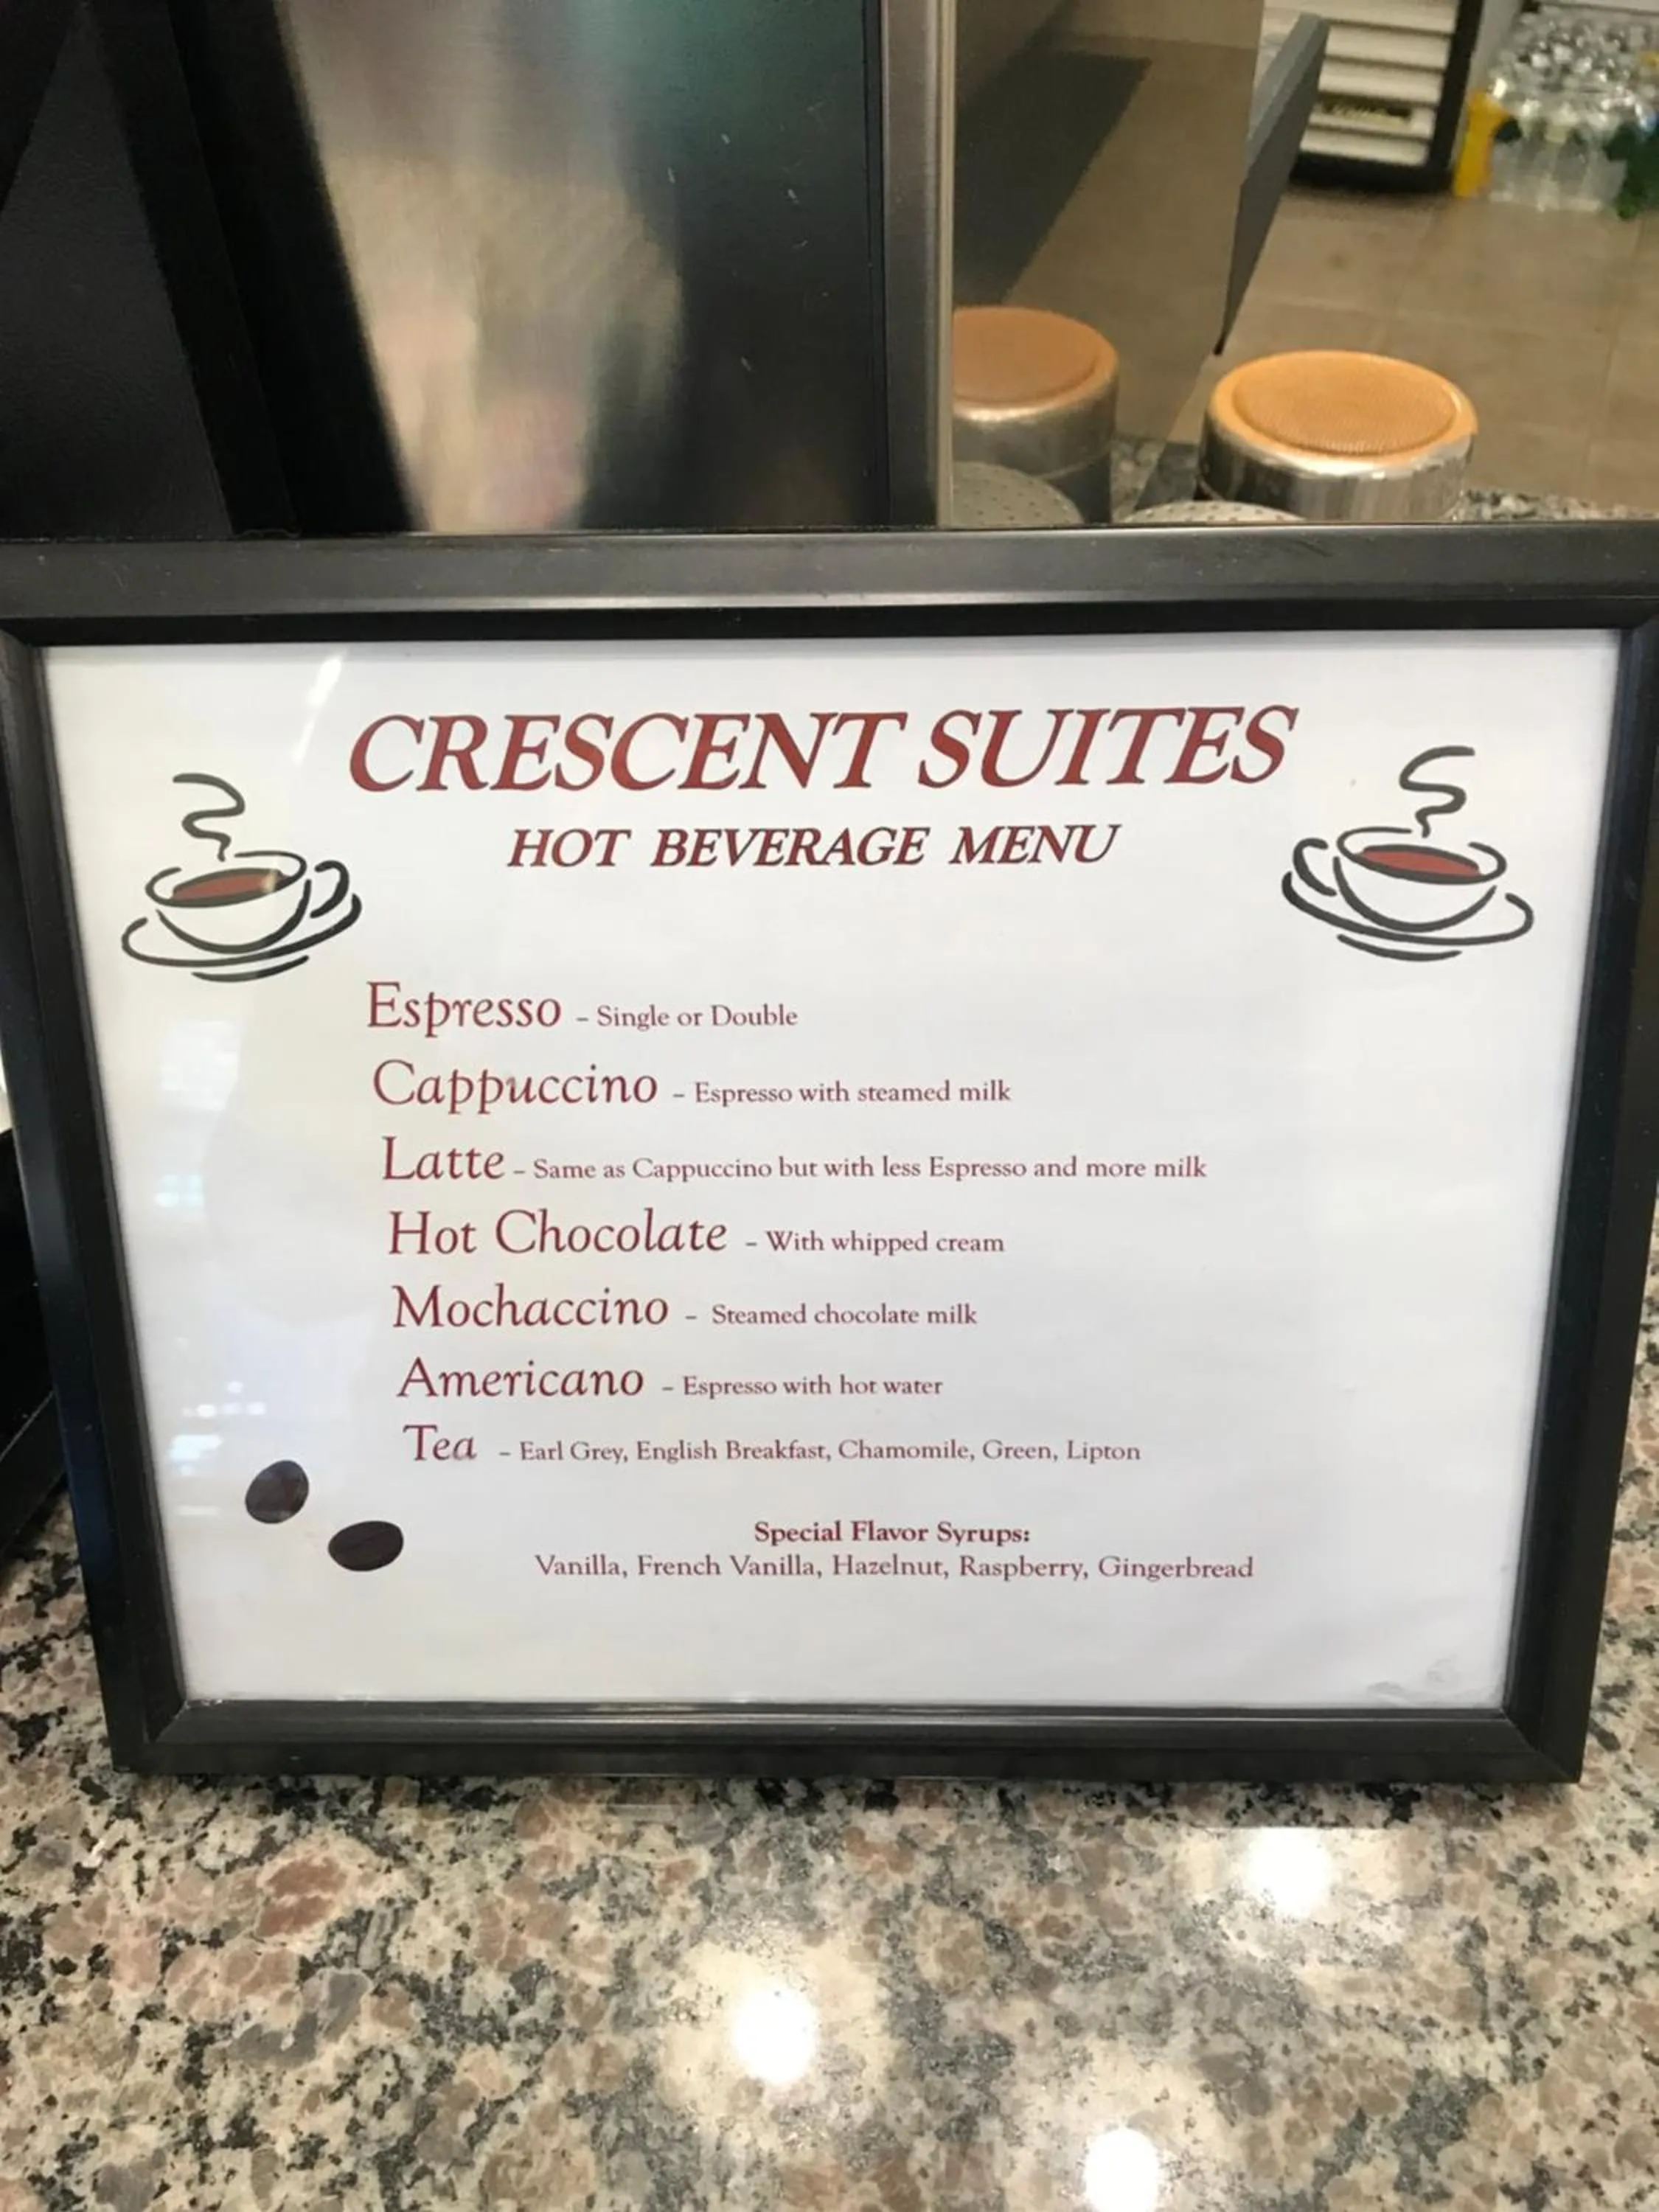 CRESCENT SUITES
HOT BEVERAGE MENU
Espresso – Single or Double
Cappuccino – Espresso with steamed milk
Latte – Same as Cappuccino but with less Espresso and more milk
Hot Chocolate – With whipped cream
Mochaccino – Steamed chocolate milk
Americano – Espresso with hot water
Tea – Earl Grey, English Breakfast, Chamomile, Green, Lipton
Special Flavor Syrups:
Vanilla, French Vanilla, Hazelnut, Raspberry, Gingerbread